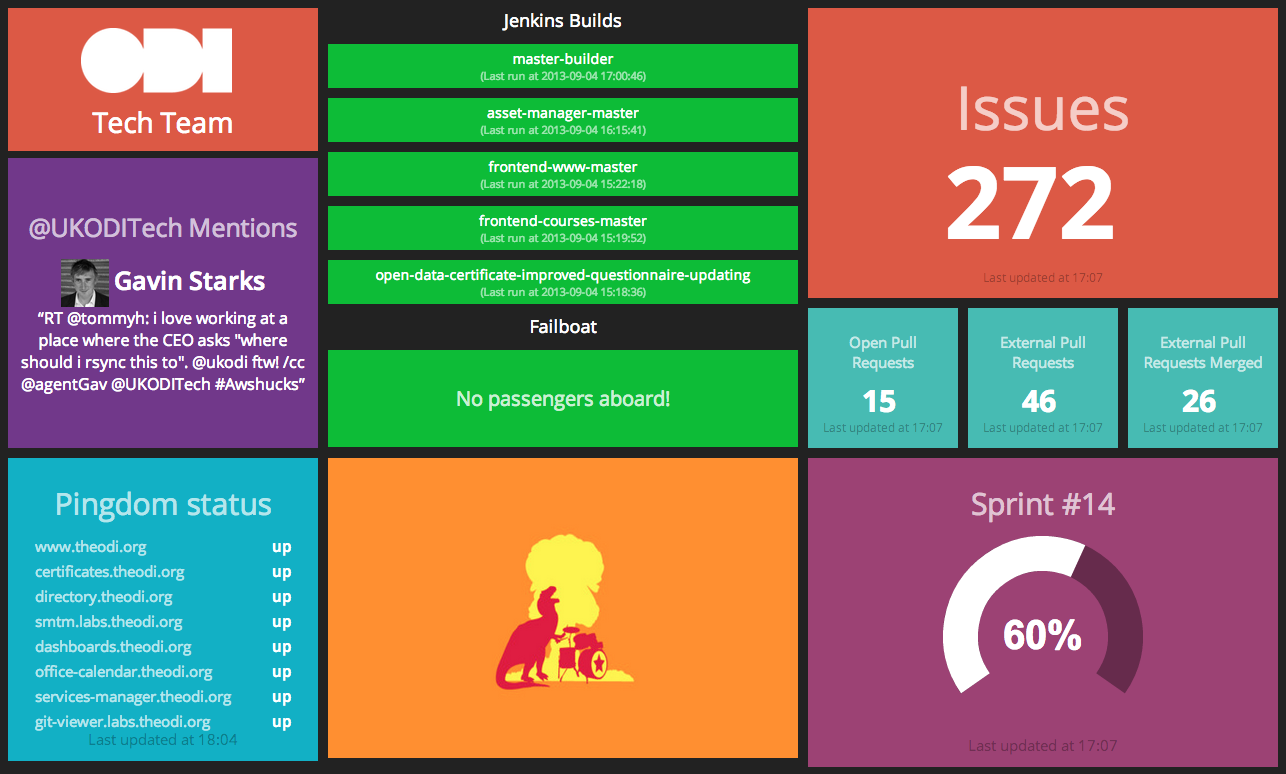 ODI
Tech Team
@UKODITech Mentions
Gavin Starks
“RT @tommyh: i love working at a
place where the CEO asks "where
should i rsync this to". @ukodi ftw! /cc
@agentGav @UKODITech #Awshucks”
Pingdom status
www.theodi.org up
certificates.theodi.org up
directory.theodi.org up
smtm.labs.theodi.org up
dashboards.theodi.org up
office-calendar.theodi.org up
services-manager.theodi.org up
git-viewer.labs.theodi.org up
Last updated at 18:04
Jenkins Builds
master-builder
(Last run at 2013-09-04 17:00:46)
asset-manager-master
(Last run at 2013-09-04 16:15:41)
frontend-www-master
(Last run at 2013-09-04 15:22:18)
frontend-courses-master
(Last run at 2013-09-04 15:19:52)
open-data-certificate-improved-questionnaire-updating
(Last run at 2013-09-04 15:18:36)
Failboat
No passengers aboard!
Issues
272
Last updated at 17:07
Open Pull
Requests
15
Last updated at 17:07
External Pull
Requests
46
Last updated at 17:07
External Pull
Requests Merged
26
Last updated at 17:07
Sprint #14
60%
Last updated at 17:07